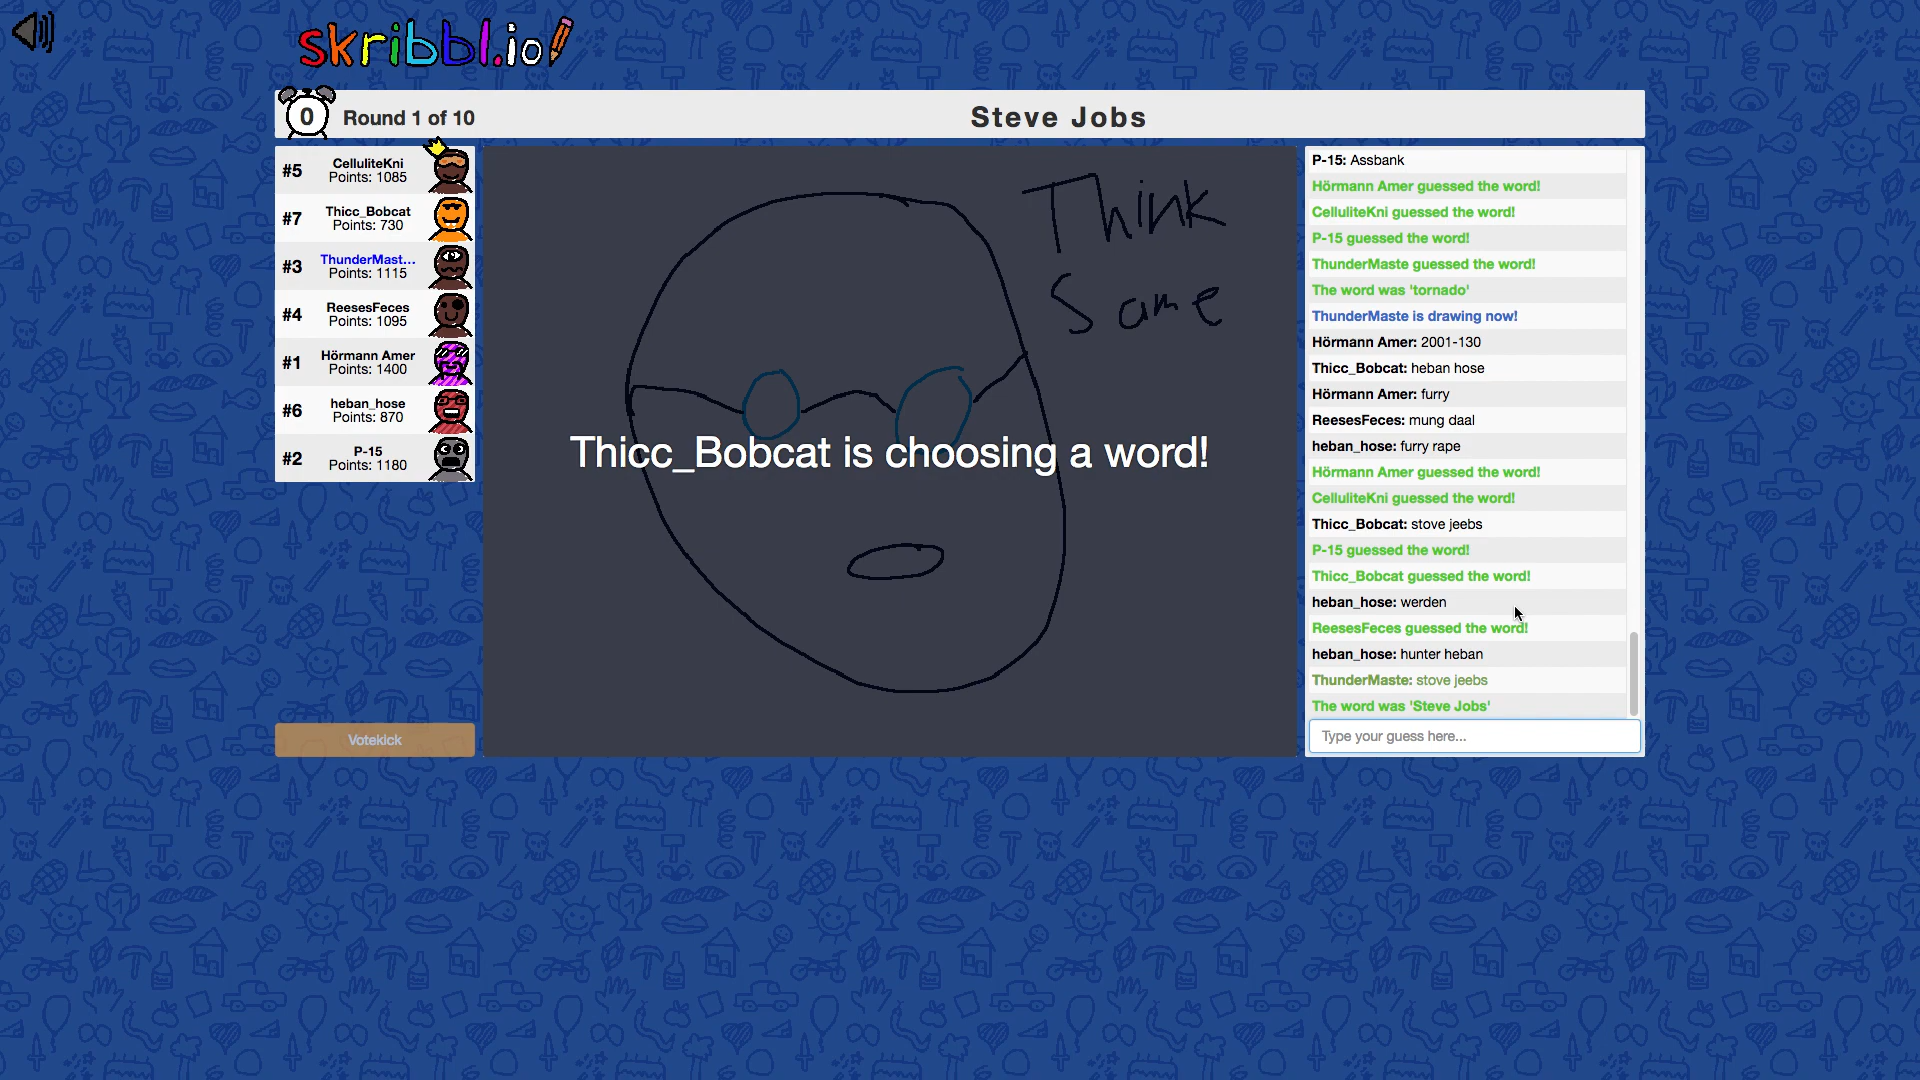 skribbl.io
0
Round 1 of 10
Steve Jobs
#5
CelluliteKni
Points: 1085
#7
Thicc_Bobcat
Points: 730
#3
ThunderMast...
Points: 1115
#4
ReesesFeces
Points: 1095
#1
Hörmann Amer
Points: 1400
#6
heban_hose
Points: 870
#2
P-15
Points: 1180
Votekick
Think
Same
Thicc_Bobcat is choosing a word!
P-15: Assbank
Hörmann Amer guessed the word!
CelluliteKni guessed the word!
P-15 guessed the word!
ThunderMaste guessed the word!
The word was 'tornado'
ThunderMaste is drawing now!
Hörmann Amer: 2001-130
Thicc_Bobcat: heban hose
Hörmann Amer: furry
ReesesFeces: mung daal
heban_hose: furry rape
Hörmann Amer guessed the word!
CelluliteKni guessed the word!
Thicc_Bobcat: stove jeebs
P-15 guessed the word!
Thicc_Bobcat guessed the word!
heban_hose: werden
ReesesFeces guessed the word!
heban_hose: hunter heban
ThunderMaste: stove jeebs
The word was 'Steve Jobs'
Type your guess here...